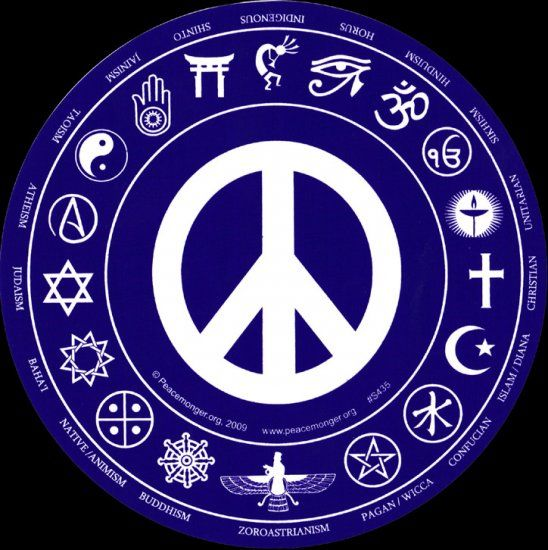 INDIGENOUS
HORUS
HINDUISM
SIKHISM
UNITARIAN
CHRISTIAN
ISLAM / DIANA
CONFUCIAN
PAGAN / WICCA
ZOROASTRIANISM
BUDDHISM
NATIVE /ANIMISM
BAHA'I
JUDAISM
ATHEISM
TAOISM
JAINISM
SHINTO
ॐ
ੴ
© Peacemonger.org, 2009 www.peacemonger.org #S435